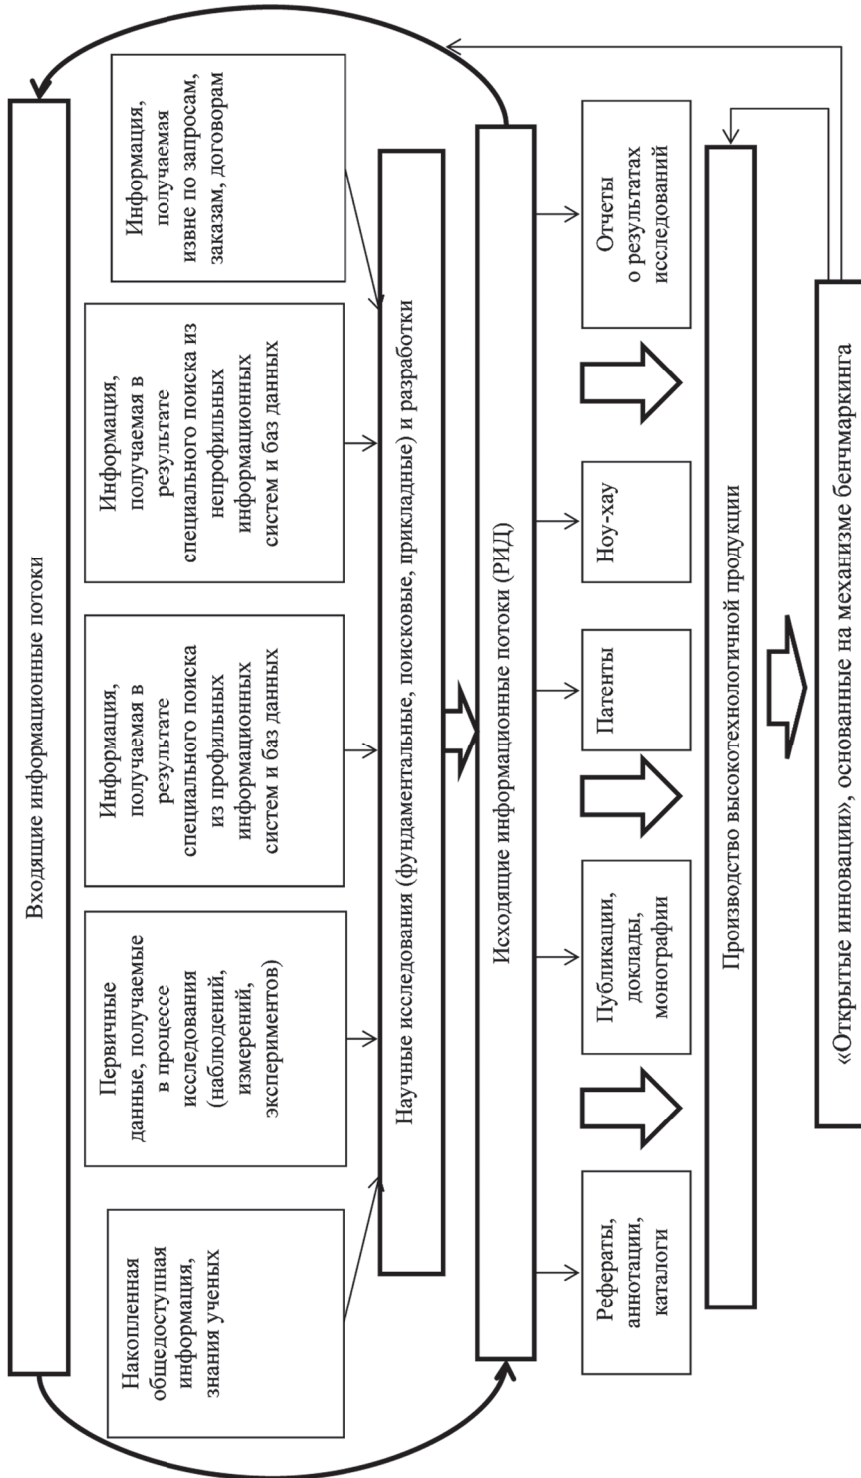 Входящие информационные потоки
Накопленная
общедоступная
информация,
знания ученых
Первичные
данные, получаемые
в процессе
исследования
(наблюдений,
измерений,
экспериментов)
Информация,
получаемая в
результате
специального поиска
из профильных
информационных
систем и баз данных
Информация,
получаемая в
результате
специального поиска из
непрофильных
информационных
систем и баз данных
Информация,
получаемая
извне по запросам,
заказам, договорам
Научные исследования (фундаментальные, поисковые, прикладные) и разработки
Исходящие информационные потоки (РИД)
Рефераты,
аннотации,
каталоги
Публикации,
доклады,
монографии
Патенты
Ноу-хау
Отчеты
о результатах
исследований
Производство высокотехнологичной продукции
«Открытые инновации», основанные на механизме бенчмаркинга